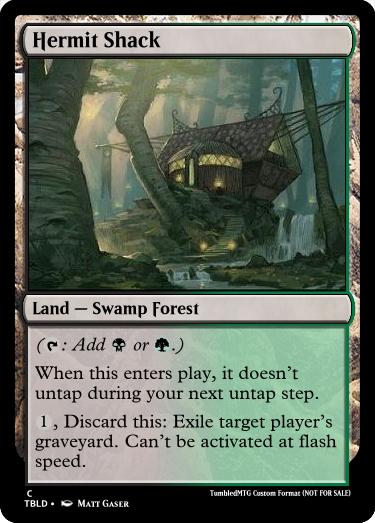 Hermit Shack
Land — Swamp Forest
(: Add or .)
When this enters play, it doesn't
untap during your next untap step.
1 , Discard this: Exile target player's
graveyard. Can't be activated at flash
speed.
C
TBLD • Matt Gaser
TumbledMTG Custom Format (NOT FOR SALE)